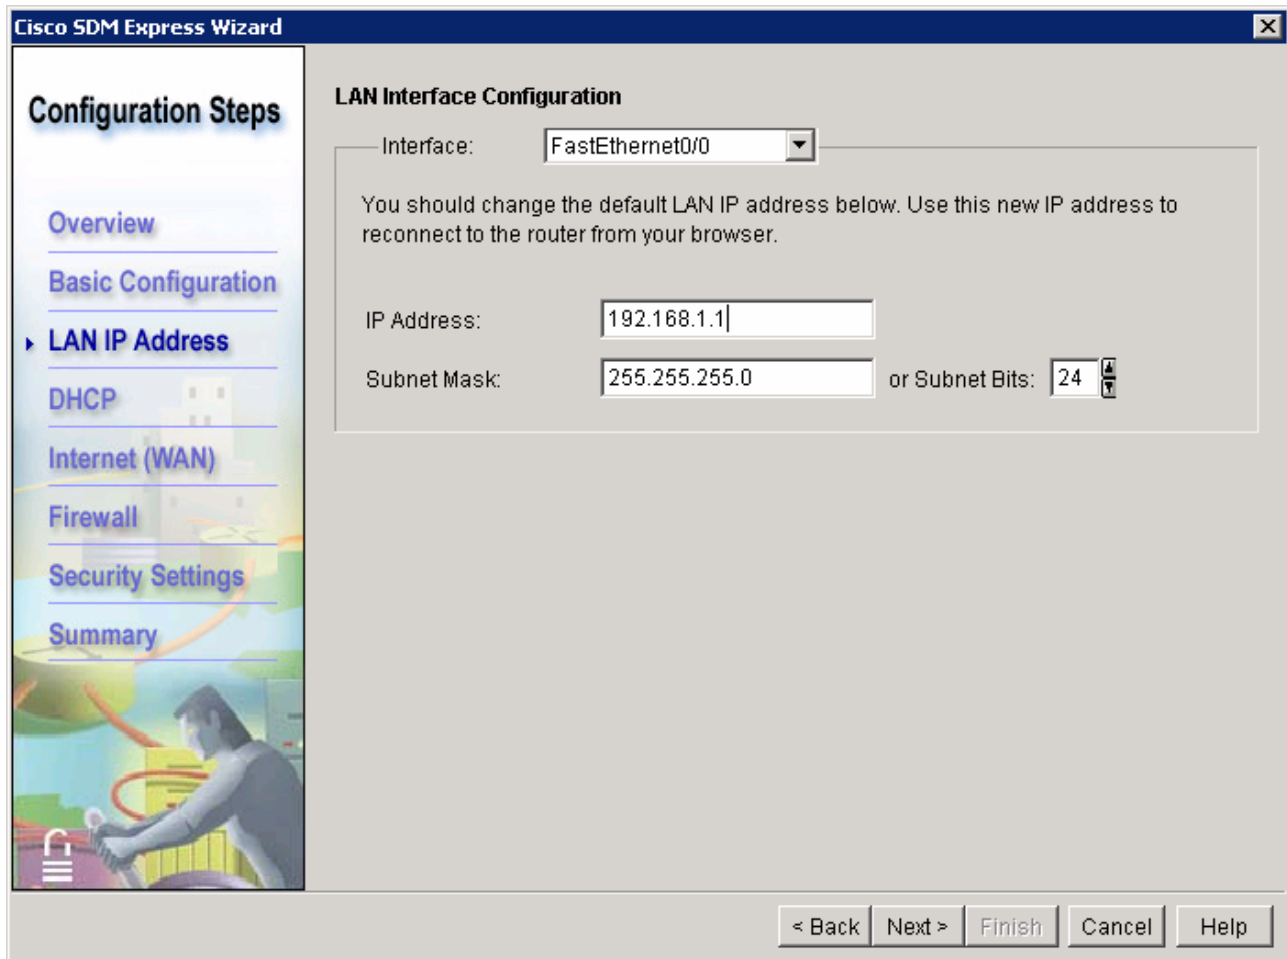 Cisco SDM Express Wizard
Configuration Steps
Overview
Basic Configuration
LAN IP Address
DHCP
Internet (WAN)
Firewall
Security Settings
Summary
LAN Interface Configuration
Interface: FastEthernet0/0
You should change the default LAN IP address below. Use this new IP address to
reconnect to the router from your browser.
IP Address: 192.168.1.1
Subnet Mask: 255.255.255.0 or Subnet Bits: 24
< Back Next > Finish Cancel Help